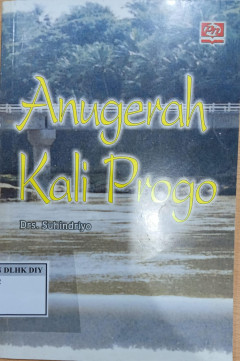 Anugerah
Kali Progo
Drs. Suhindriyo
DLHK DIY